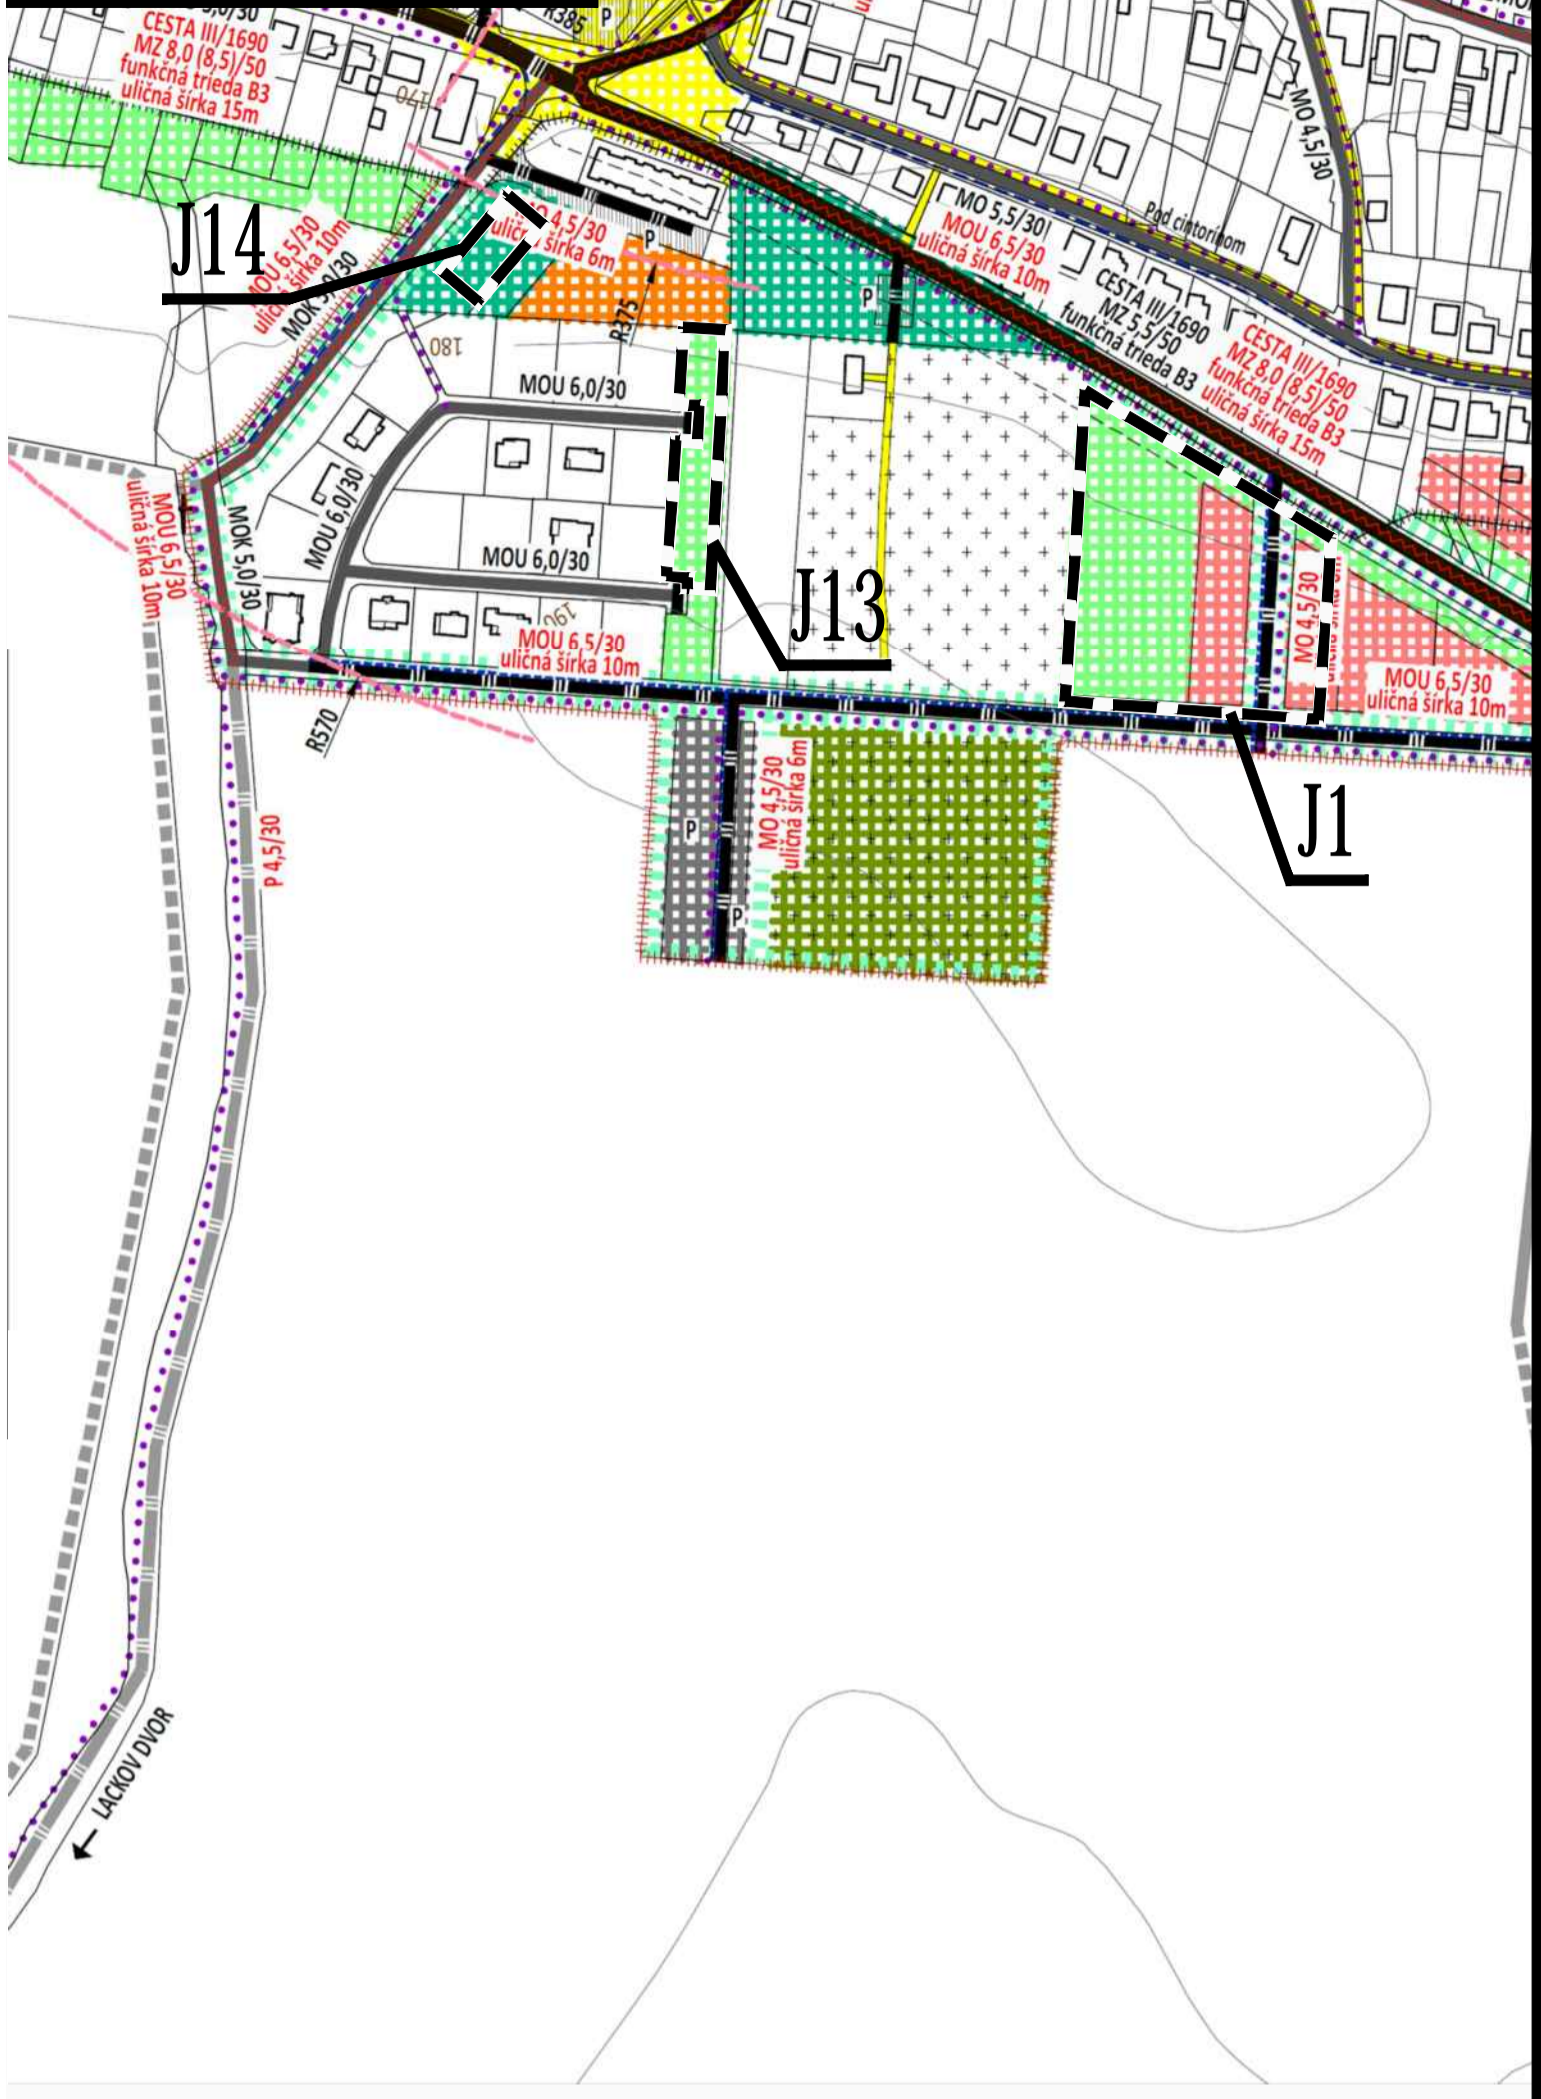 CESTA III/1690
MZ 8,0 (8,5)/50
funkčná trieda B3
uličná šírka 15m
R385
P
170
MO 4,5/30
Pod cintorínom
J14
MOU 6,5/30
uličná šírka 10m
MOK 5,0/30
MO 4,5/30
uličná šírka 6m
P
R375
P
MO 5,5/30
MOU 6,5/30
uličná šírka 10m
CESTA III/1690
MZ 5,5/50
funkčná trieda B3
CESTA III/1690
MZ 8,0 (8,5)/50
funkčná trieda B3
uličná šírka 15m
180
MOU 6,0/30
MOU 6,0/30
MOU 6,0/30
MOU 6,5/30
uličná šírka 10m
MOK 5,0/30
190
MOU 6,5/30
uličná šírka 10m
R570
J13
MO 4,5/30
MOU 6,5/30
uličná šírka 10m
J1
P
P
MO 4,5/30
uličná šírka 6m
P 4,5/30
LACKOV DVOR